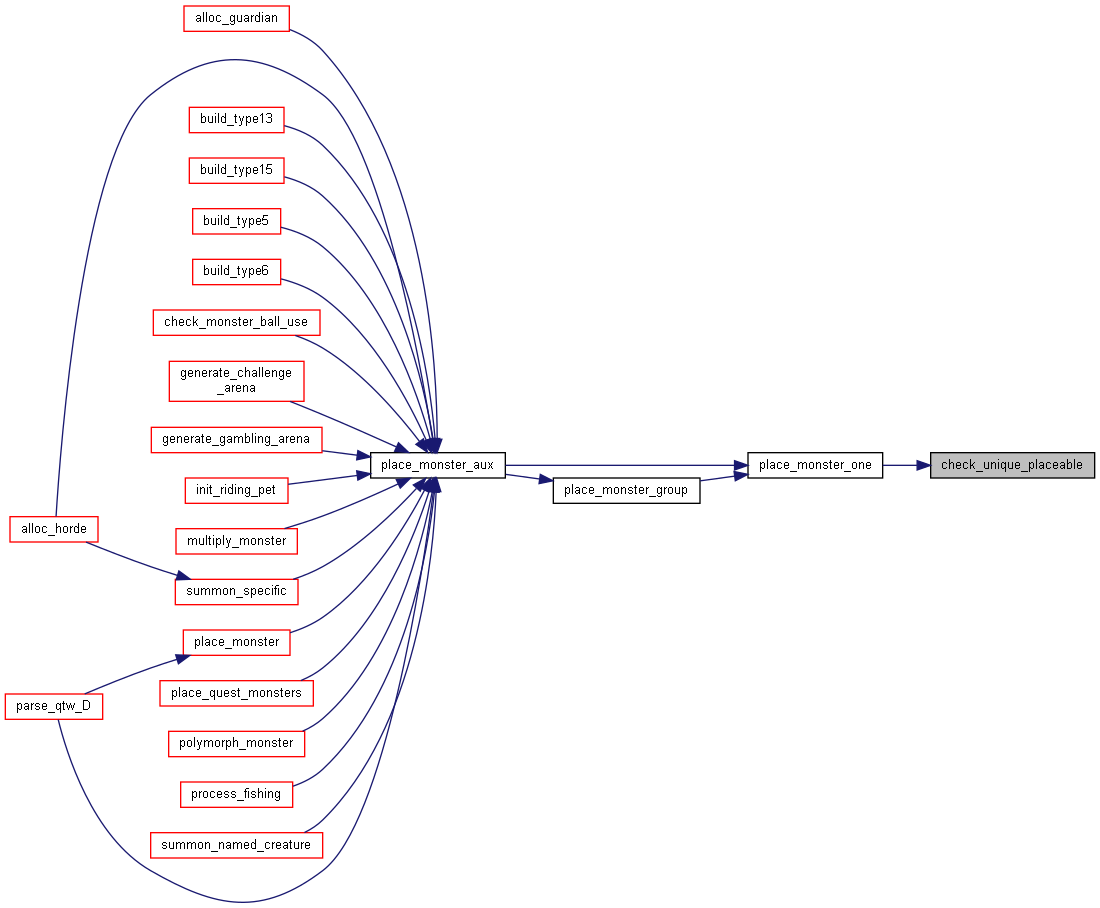 alloc_guardian
build_type13
build_type15
build_type5
build_type6
check_monster_ball_use
generate_challenge
_arena
generate_gambling_arena
place_monster_aux
place_monster_one
check_unique_placeable
init_riding_pet
place_monster_group
alloc_horde
multiply_monster
summon_specific
place_monster
parse_qtw_D
place_quest_monsters
polymorph_monster
process_fishing
summon_named_creature